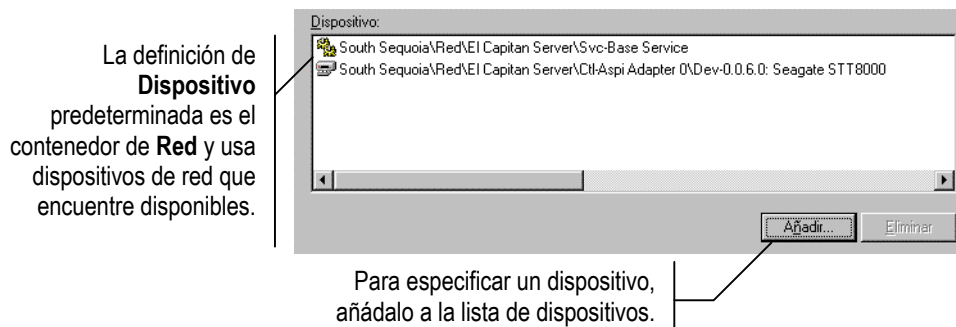 Dispositivo:
South Sequoia\Red\El Capitan Server\Svc-Base Service
South Sequoia\Red\El Capitan Server\Ctl-Aspi Adapter 0\Dev-0.0.6.0: Seagate STT8000
La definición de
Dispositivo
predeterminada es el
contenedor de Red y usa
dispositivos de red que
encuentre disponibles.
Añadir...
Eliminar
Para especificar un dispositivo,
añádalo a la lista de dispositivos.